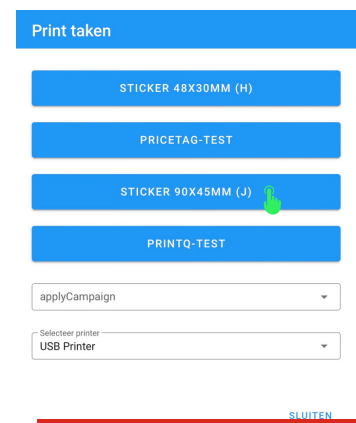 Print taken
STICKER 48X30MM (H)
PRICETAG-TEST
STICKER 90X45MM (J)
PRINTQ-TEST
applyCampaign
Selecteer printer
USB Printer
SLUITEN